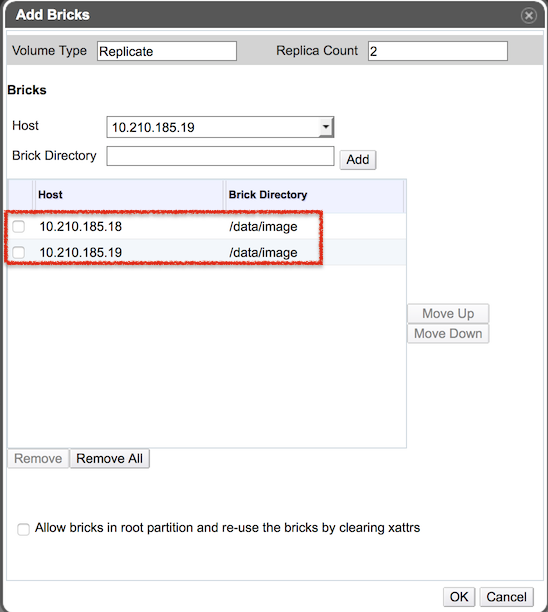 Add Bricks
Volume Type Replicate Replica Count 2
Bricks
Host 10.210.185.19
Brick Directory Add
Host Brick Directory
10.210.185.18 /data/image
10.210.185.19 /data/image
Move Up
Move Down
Remove Remove All
Allow bricks in root partition and re-use the bricks by clearing xattrs
OK Cancel